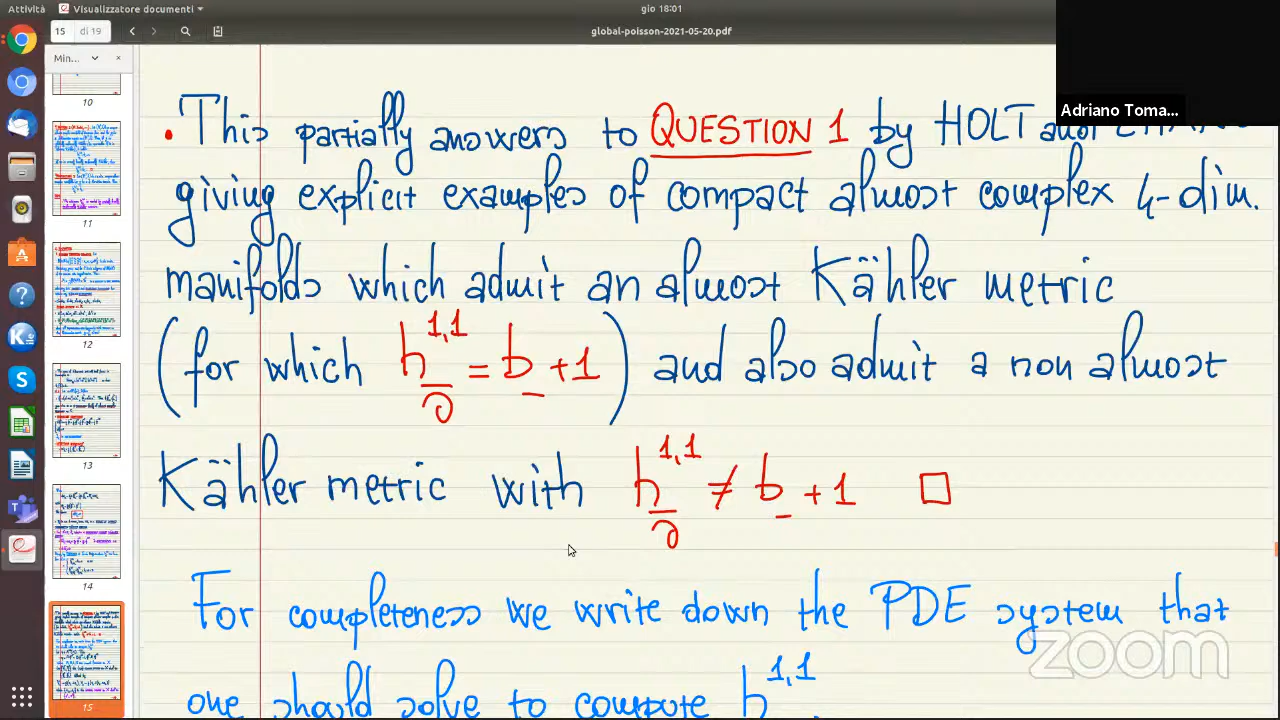 Attività
Visualizzatore documenti
gio 18:01
15 di 19
global-poisson-2021-05-20.pdf
Min...
Adriano Toma...
10
11
12
13
14
15
• This partially answers to QUESTION 1 by HOLT and
giving explicit examples of compact almost complex 4-dim.
manifolds which admit an almost Kähler metric
(for which h^{1,1}_{\overline{∂}} = b_- + 1) and also admit a non almost
Kähler metric with h^{1,1}_{\overline{∂}} ≠ b_- + 1 □
For completeness we write down the PDE system that
one should solve to compute h^{1,1}.
zoom